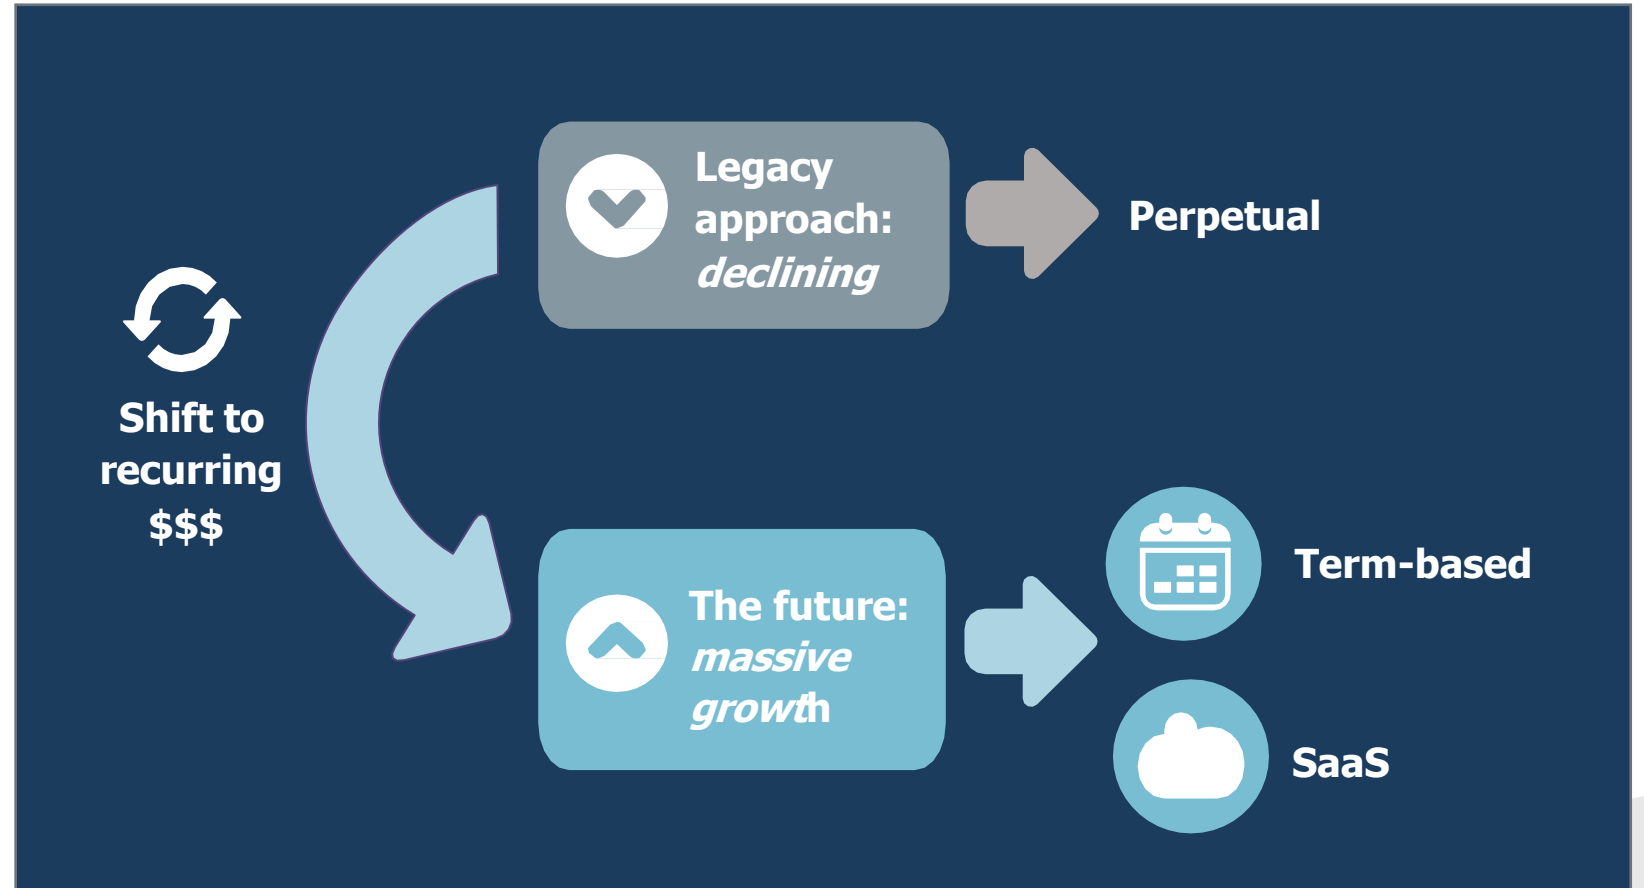 Legacy
approach:
declining
Perpetual
Shift to
recurring
$$$
The future:
massive
growth
Term-based
SaaS